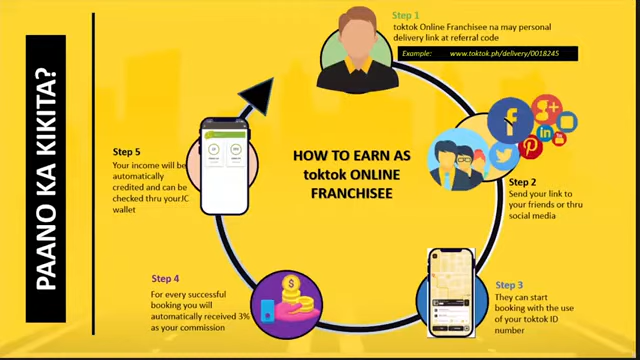 PAANO KA KIKITA?
Step 1
toktok Online Franchisee na may personal
delivery link at referral code
Example: www.toktok.ph/delivery/0018245
HOW TO EARN AS
toktok ONLINE
FRANCHISEE
Step 2
Send your link to
your friends or thru
social media
Step 3
They can start
booking with the use
of your toktok ID
number
Step 4
For every successful
booking you will
automatically received 3%
as your commission
Step 5
Your income will be
automatically
credited and can be
checked thru yourJC
wallet